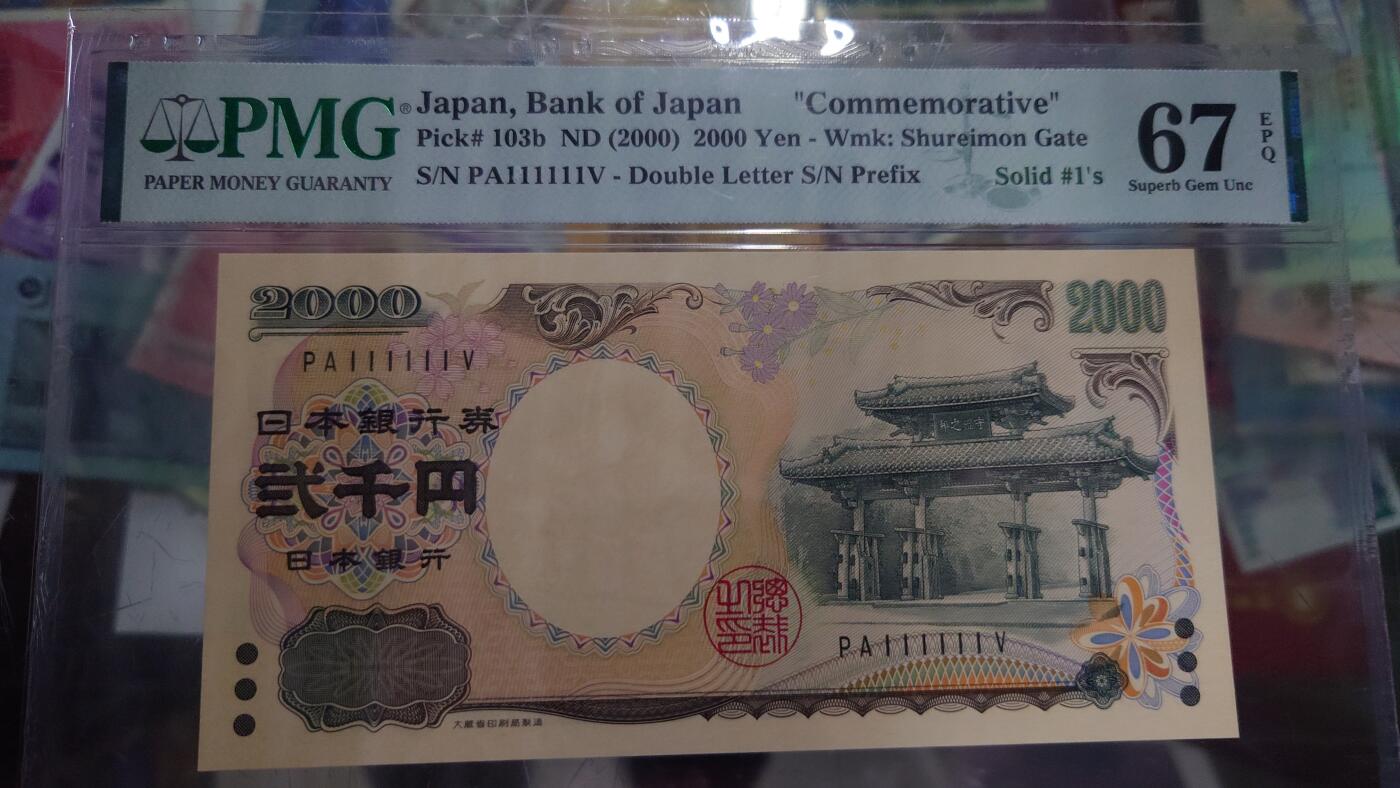 PMG® Japan, Bank of Japan "Commemorative"
Pick# 103b ND (2000) 2000 Yen - Wmk: Shureimon Gate
PAPER MONEY GUARANTY
S/N PA111111V - Double Letter S/N Prefix Solid #1's
67
EPQ
Superb Gem Unc
2000
2000
PA111111V
日本銀行券
弐千円
日本銀行
PA111111V
大蔵省印刷局製造